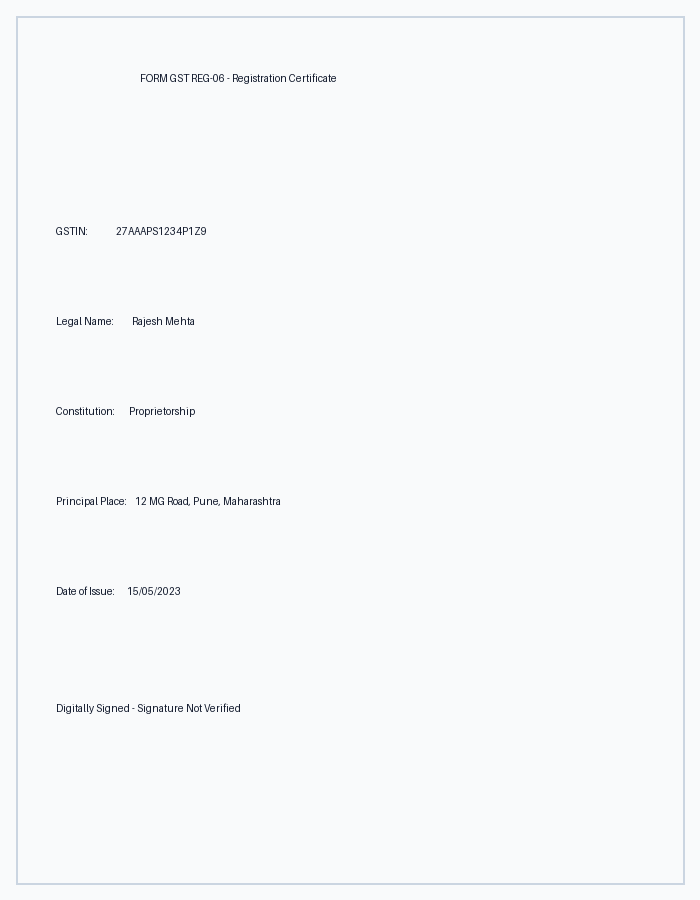 FORM GST REG-06 - Registration Certificate
GSTIN: 27AAAPS1234P1Z9
Legal Name: Rajesh Mehta
Constitution: Proprietorship
Principal Place: 12 MG Road, Pune, Maharashtra
Date of Issue: 15/05/2023
Digitally Signed - Signature Not Verified